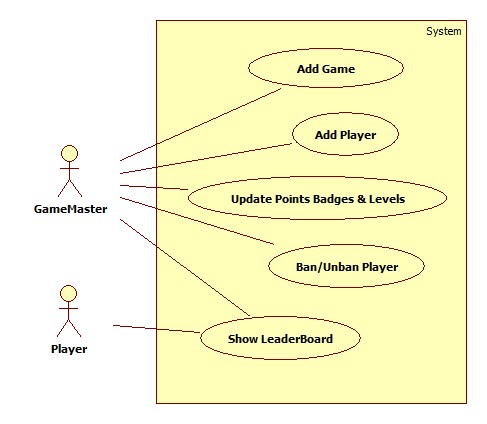 System
Add Game
Add Player
GameMaster
Update Points Badges & Levels
Ban/Unban Player
Player
Show LeaderBoard